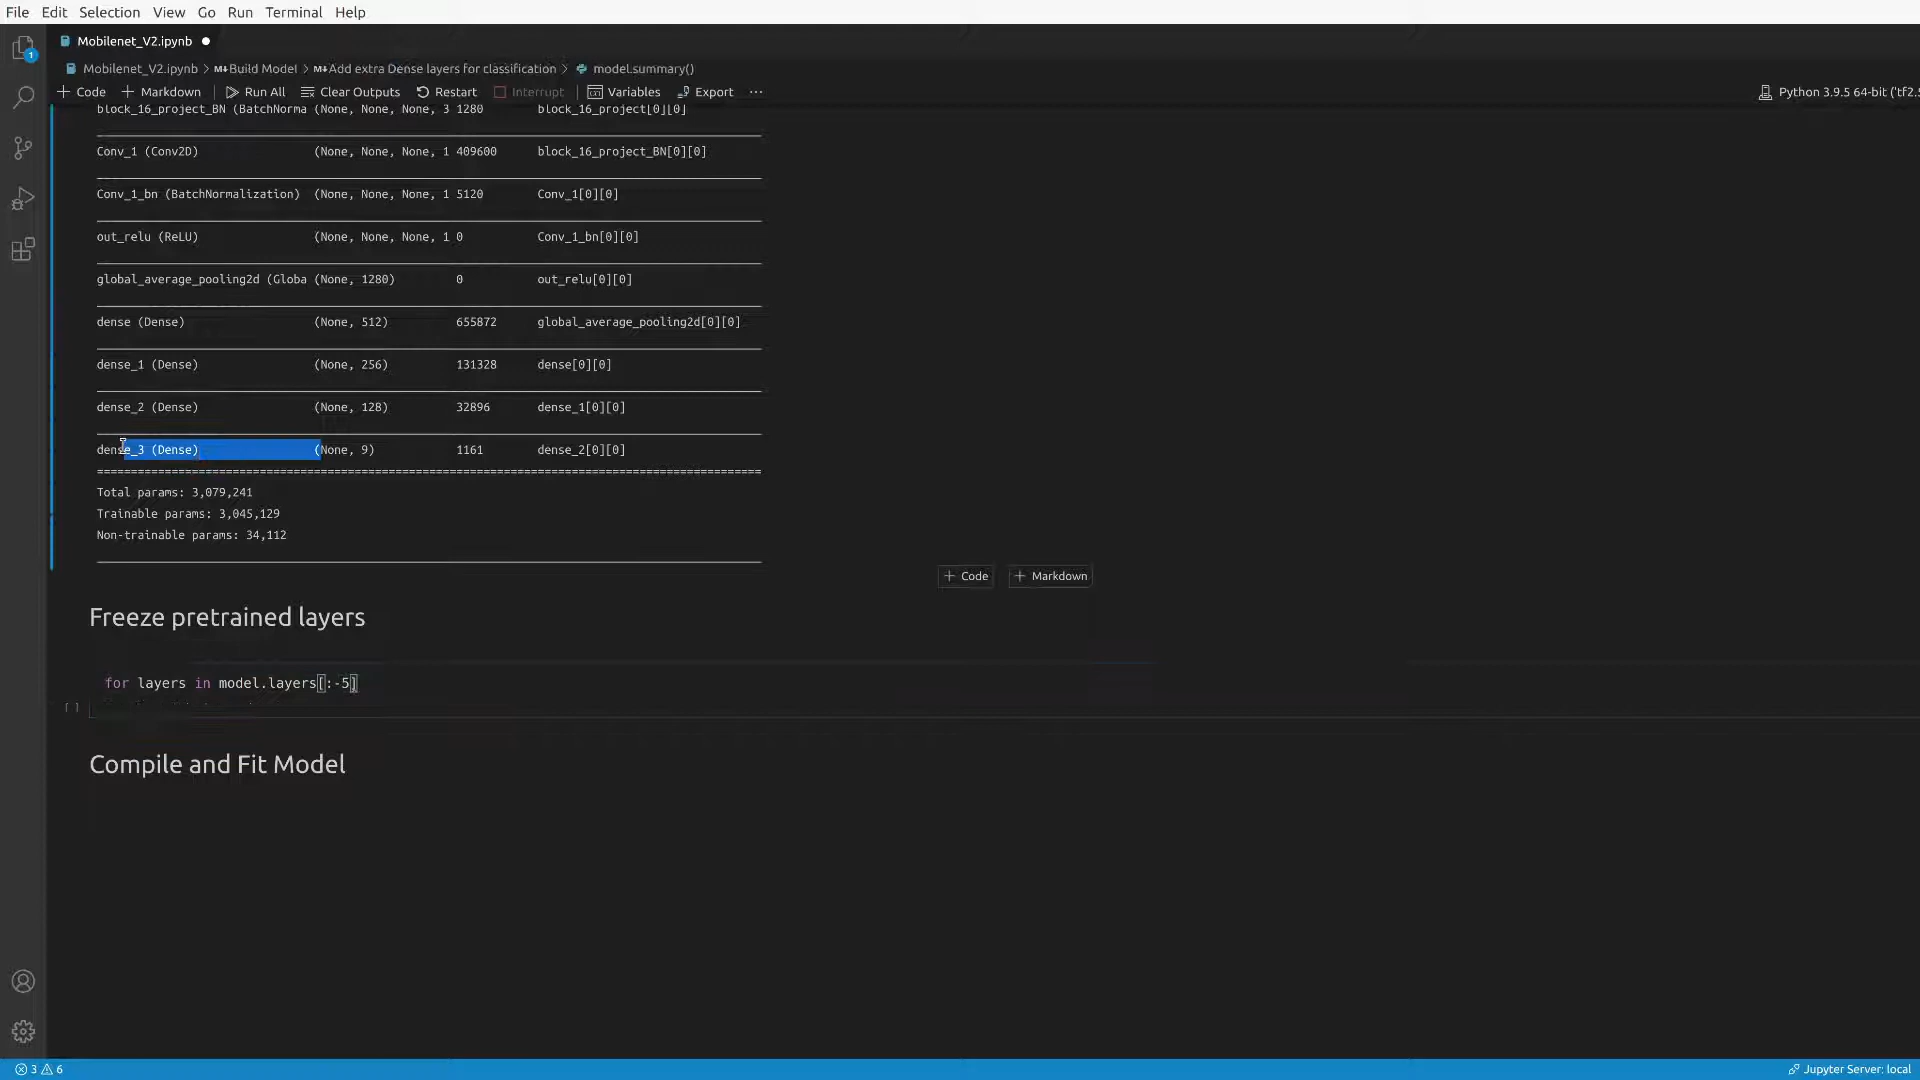 File Edit Selection View Go Run Terminal Help
1
Mobilenet_V2.ipynb
Mobilenet_V2.ipynb > M↓Build Model > M↓Add extra Dense layers for classification > model.summary()
+ Code + Markdown Run All Clear Outputs Restart Interrupt Variables Export ... Python 3.9.5 64-bit ('tf2.5
block_16_project_BN (BatchNorma (None, None, None, 3 1280 block_16_project[0][0]
Conv_1 (Conv2D) (None, None, None, 1 409600 block_16_project_BN[0][0]
Conv_1_bn (BatchNormalization) (None, None, None, 1 5120 Conv_1[0][0]
out_relu (ReLU) (None, None, None, 1 0 Conv_1_bn[0][0]
global_average_pooling2d (Globa (None, 1280) 0 out_relu[0][0]
dense (Dense) (None, 512) 655872 global_average_pooling2d[0][0]
dense_1 (Dense) (None, 256) 131328 dense[0][0]
dense_2 (Dense) (None, 128) 32896 dense_1[0][0]
dense_3 (Dense) (None, 9) 1161 dense_2[0][0]
Total params: 3,079,241
Trainable params: 3,045,129
Non-trainable params: 34,112
+ Code + Markdown
Freeze pretrained layers
for layers in model.layers[:-5]
[ ]
Compile and Fit Model
3 6 Jupyter Server: local